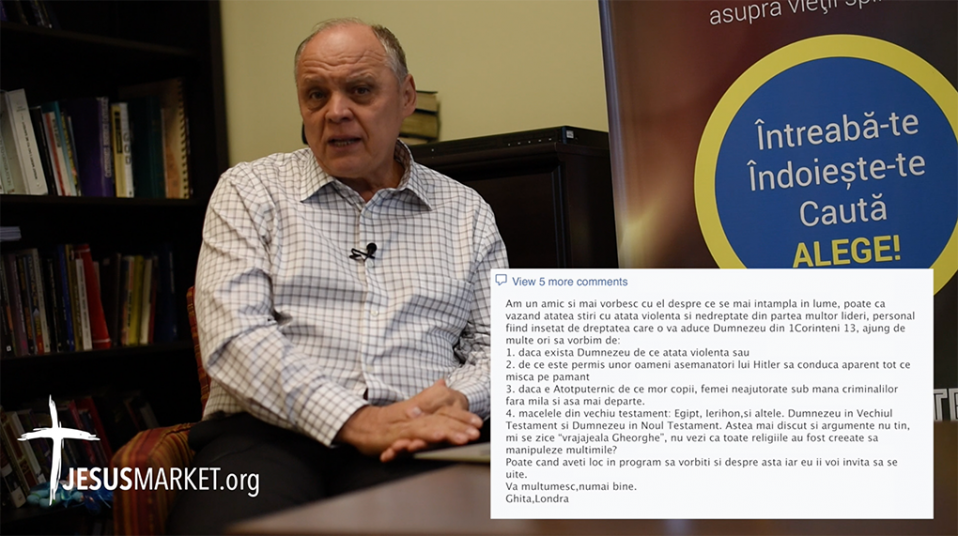 asupra vieții
Întreabă-te
Îndoiește-te
Caută
ALEGE!
View 5 more comments
Am un amic si mai vorbesc cu el despre ce se mai intampla in lume, poate ca
vazand atatea stiri cu atata violenta si nedreptate din partea multor lideri, personal
fiind insetat de dreptatea care o va aduce Dumnezeu din 1Corinteni 13, ajung de
multe ori sa vorbim de:
1. daca exista Dumnezeu de ce atata violenta sau
2. de ce este permis unor oameni asemanatori lui Hitler sa conduca aparent tot ce
misca pe pamant
3. daca e Atotputernic de ce mor copii, femei neajutorate sub mana criminalilor
fara mila si asa mai departe.
4. macelele din vechiu testament: Egipt, Ierihon,si altele. Dumnezeu in Vechiul
Testament si Dumnezeu in Noul Testament. Astea mai discut si argumente nu tin,
mi se zice "vrajajeala Gheorghe", nu vezi ca toate religiile au fost creeate sa
manipuleze multimile?
Poate cand aveti loc in program sa vorbiti si despre asta iar eu ii voi invita sa se
uite.
Va multumesc,numai bine.
Ghita,Londra
JESUSMARKET.org